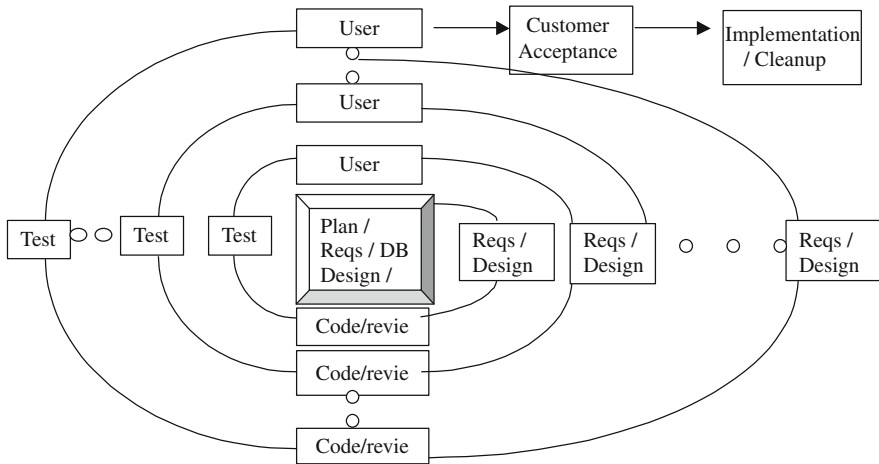 User
Customer
Acceptance
Implementation
/ Cleanup
User
User
Test
Test
Test
Plan /
Reqs / DB
Design /
Reqs /
Design
Reqs /
Design
Reqs /
Design
Code/revie
Code/revie
Code/revie